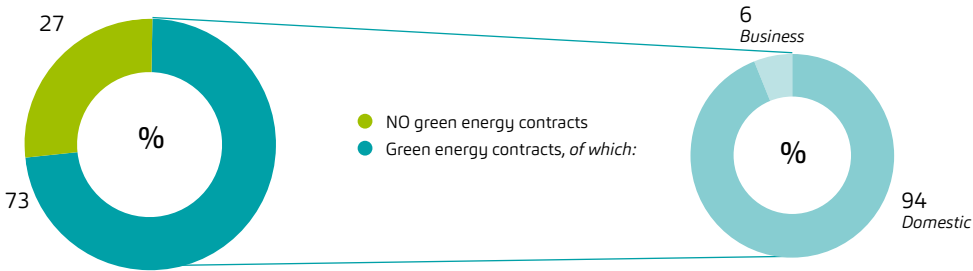 27
73
%
NO green energy contracts
Green energy contracts, of which:
6
Business
%
94
Domestic